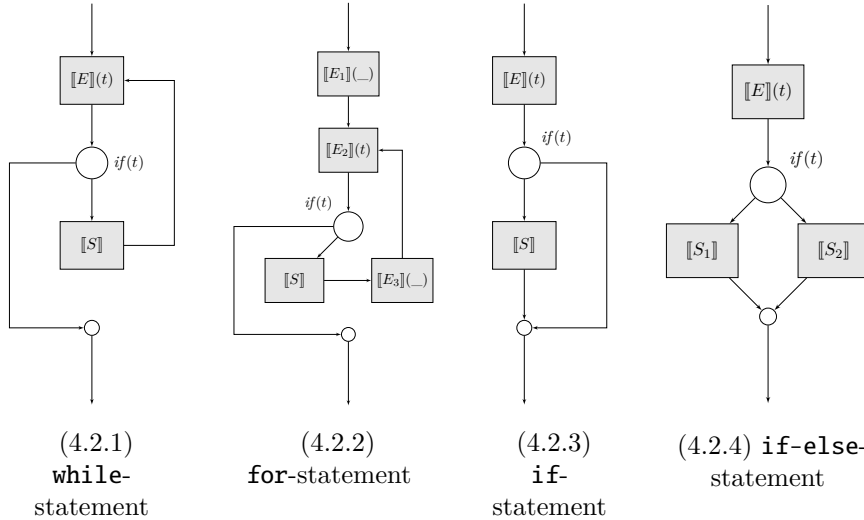 ⟦E⟧(t)
if(t)
⟦S⟧
(4.2.1)
while-
statement
⟦E₁⟧(_)
⟦E₂⟧(t)
if(t)
⟦S⟧
⟦E₃⟧(_)
(4.2.2)
for-statement
⟦E⟧(t)
if(t)
⟦S⟧
(4.2.3)
if-
statement
⟦E⟧(t)
if(t)
⟦S₁⟧
⟦S₂⟧
(4.2.4) if-else-
statement